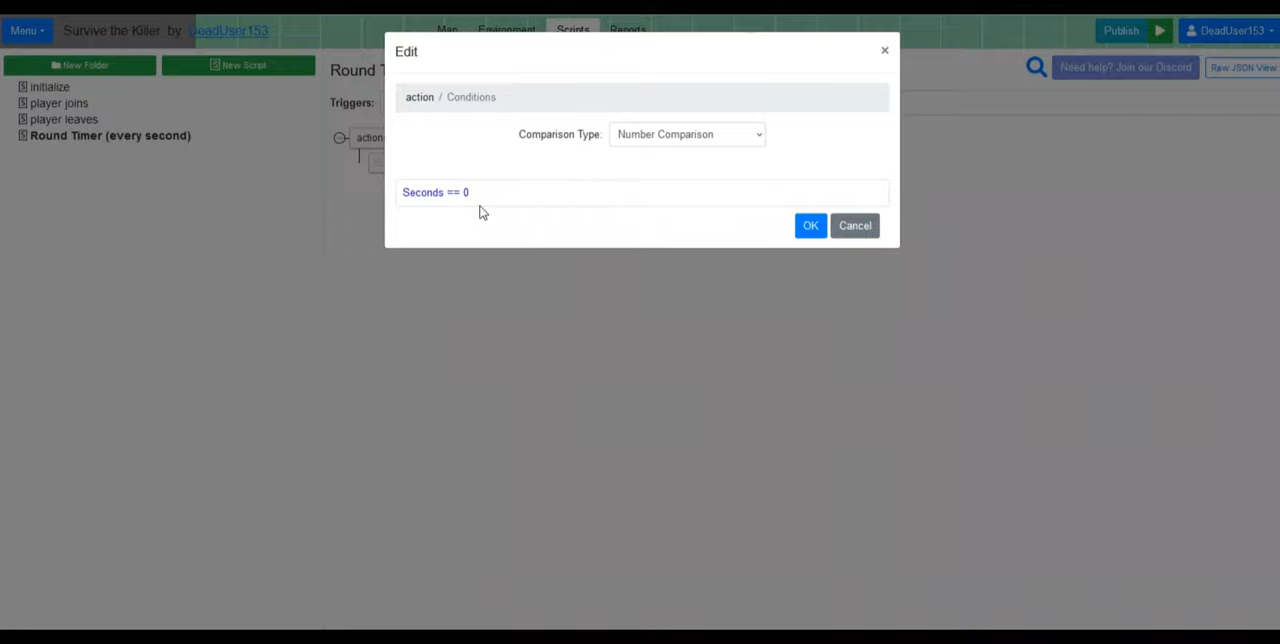 Menu Survive the Killer by DeadUser153 Map Environment Scripts Reports Publish DeadUser153
New Folder New Script Round T Need help? Join our Discord Raw JSON View
initialize
player joins
player leaves
Round Timer (every second)
Triggers:
action
Edit ×
action / Conditions
Comparison Type: Number Comparison
Seconds == 0
OK Cancel